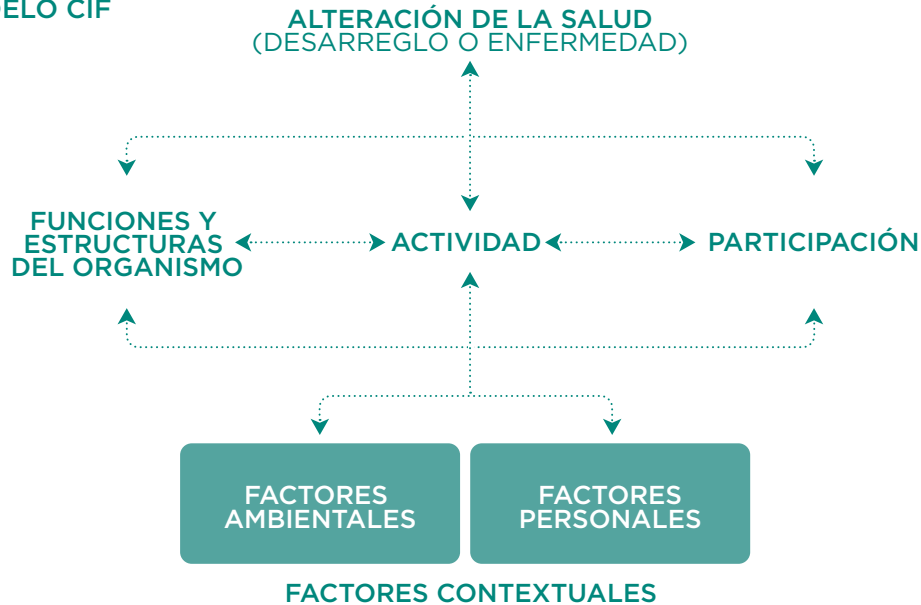 DELO CIF
ALTERACIÓN DE LA SALUD
(DESARREGLO O ENFERMEDAD)
FUNCIONES Y
ESTRUCTURAS
DEL ORGANISMO
ACTIVIDAD
PARTICIPACIÓN
FACTORES
AMBIENTALES
FACTORES
PERSONALES
FACTORES CONTEXTUALES